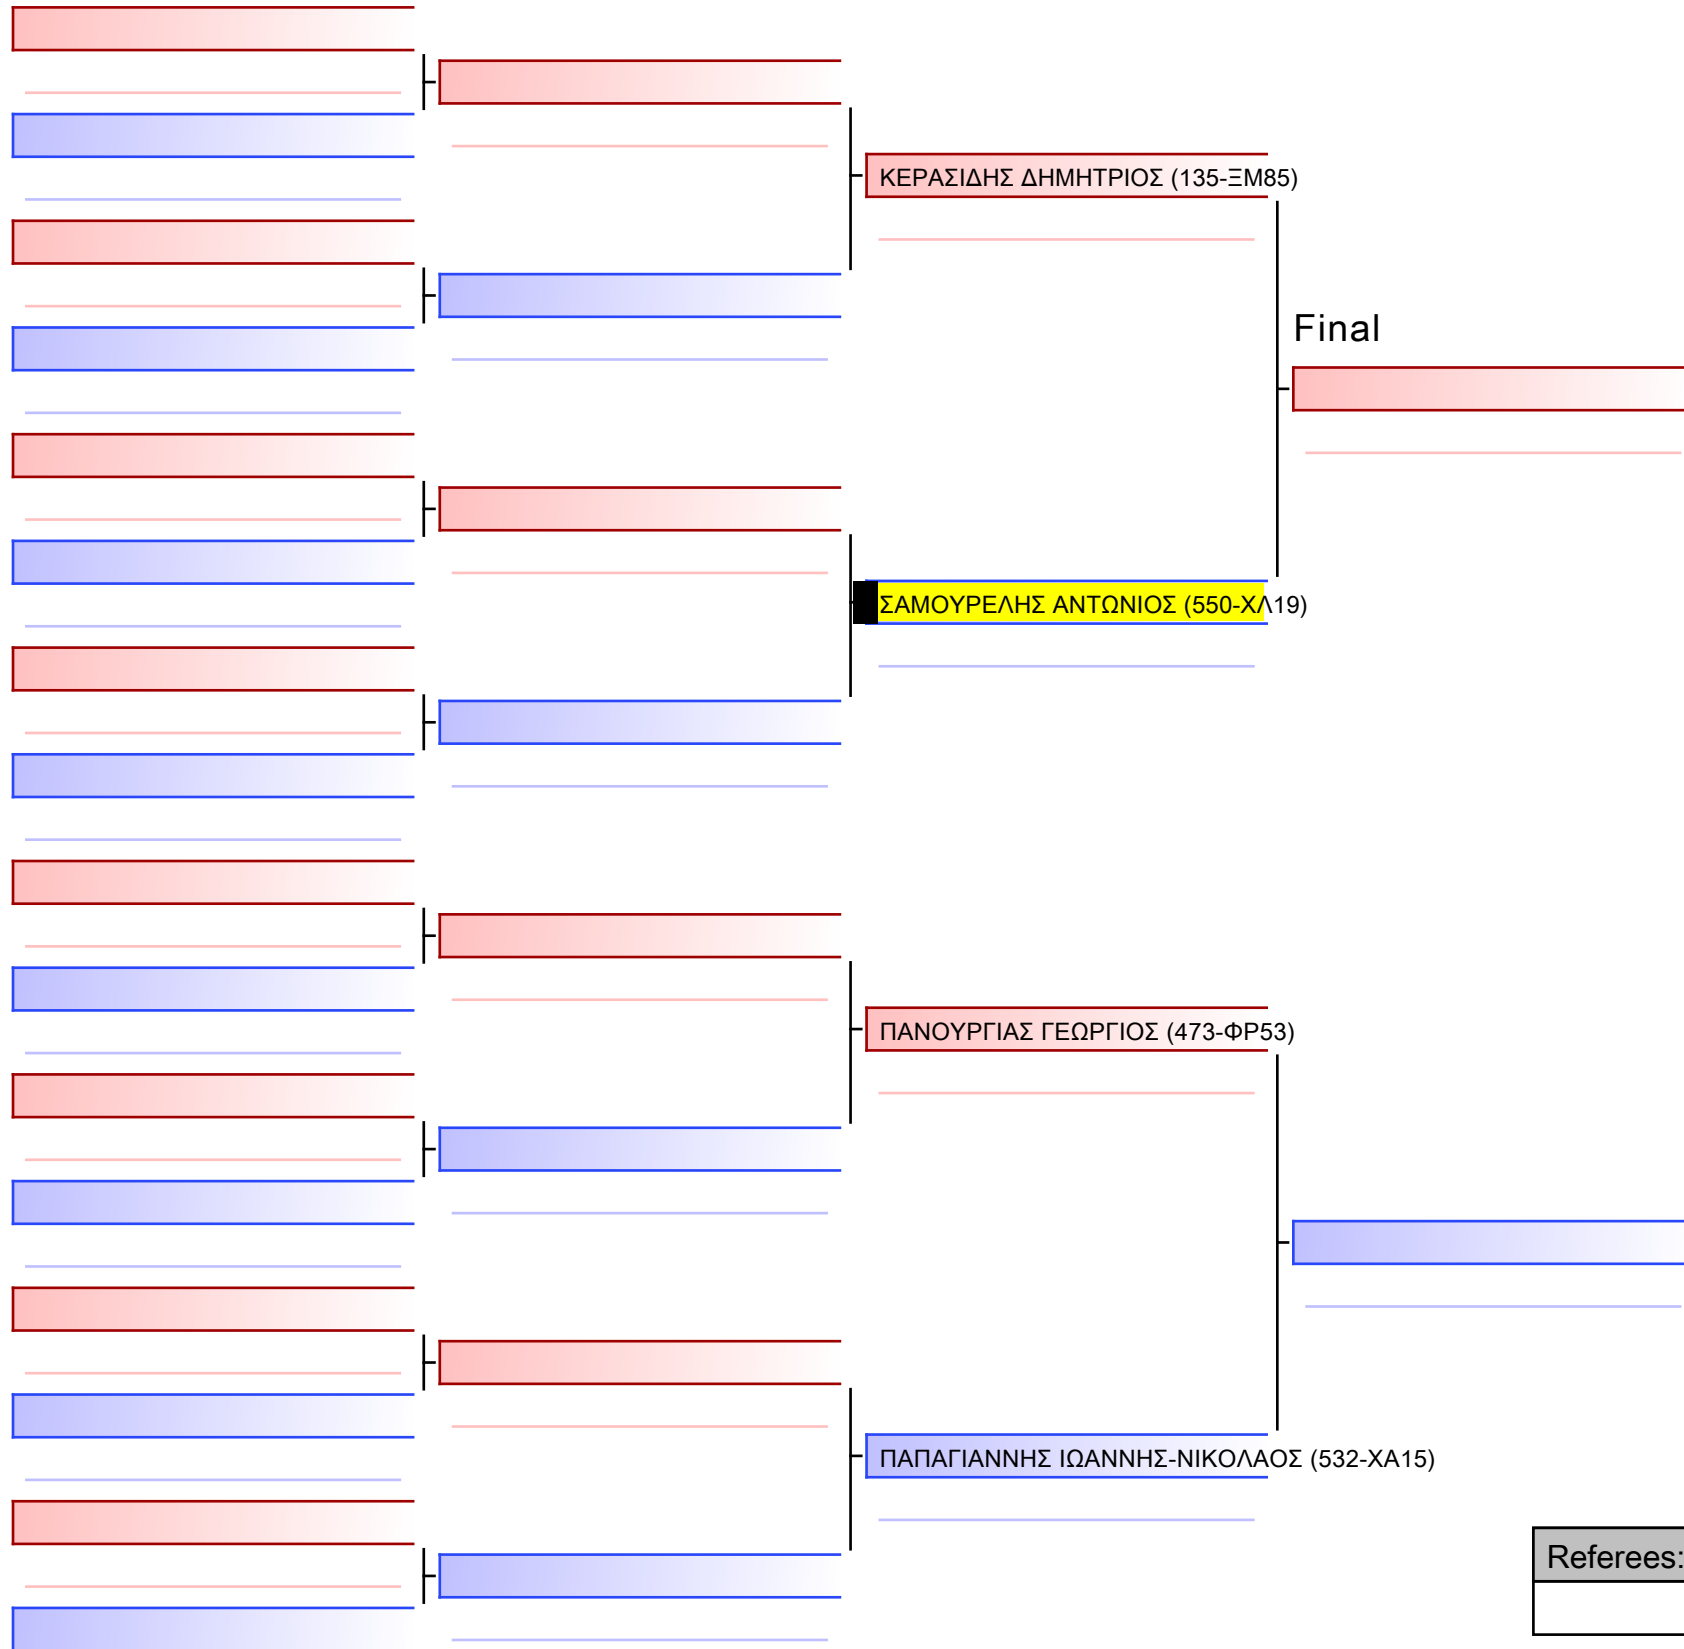 ΚΕΡΑΣΙΔΗΣ ΔΗΜΗΤΡΙΟΣ (135-ΞΜ85)
Final
ΣΑΜΟΥΡΕΛΗΣ ΑΝΤΩΝΙΟΣ (550-ΧΛ19)
ΠΑΝΟΥΡΓΙΑΣ ΓΕΩΡΓΙΟΣ (473-ΦΡ53)
ΠΑΠΑΓΙΑΝΝΗΣ ΙΩΑΝΝΗΣ-ΝΙΚΟΛΑΟΣ (532-ΧΑ15)
Referees: